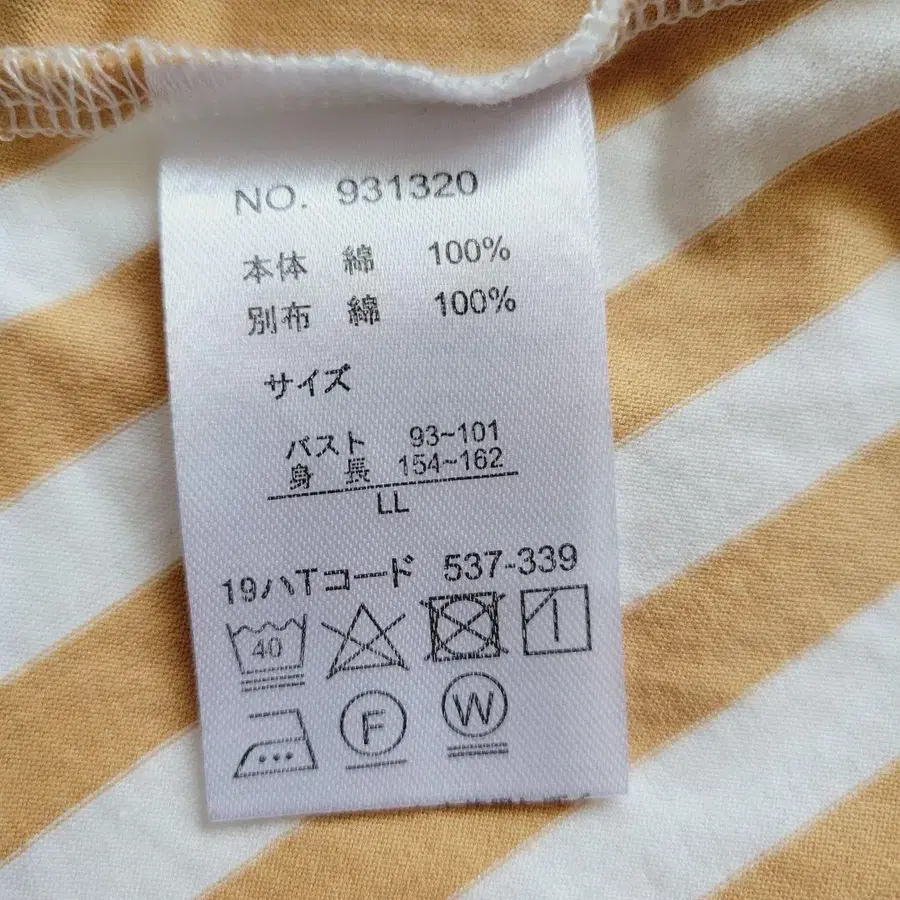 NO. 931320
本体 綿 100%
別布 綿 100%
サイズ
バスト 93~101
身長 154~162
LL
19ハTコード 537-339
40
F
W